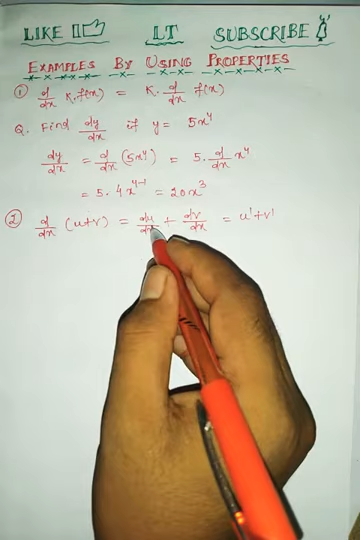 LIKE LT SUBSCRIBE
EXAMPLES BY USING PROPERTIES
① d/dx K.f(x) = K. d/dx f(x)
Q. Find dy/dx if y = 5x⁴
dy/dx = d/dx (5x⁴) = 5. d/dx x⁴
= 5. 4x⁴⁻¹ = 20x³
② d/dx (u+v) = du/dx + dv/dx = u' + v'